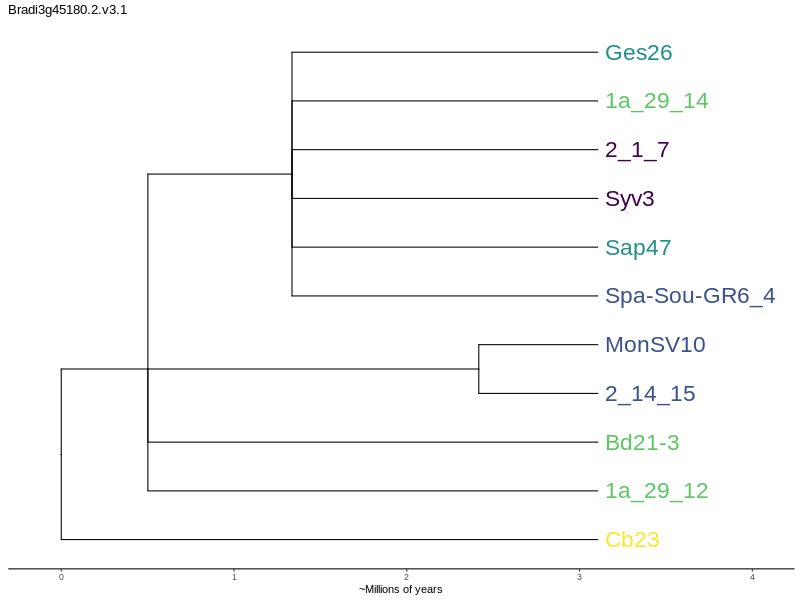 Bradi3g45180.2.v3.1
Ges26
1a_29_14
2_1_7
Syv3
Sap47
Spa-Sou-GR6_4
MonSV10
2_14_15
Bd21-3
1a_29_12
Cb23
0 1 2 3 4
~Millions of years